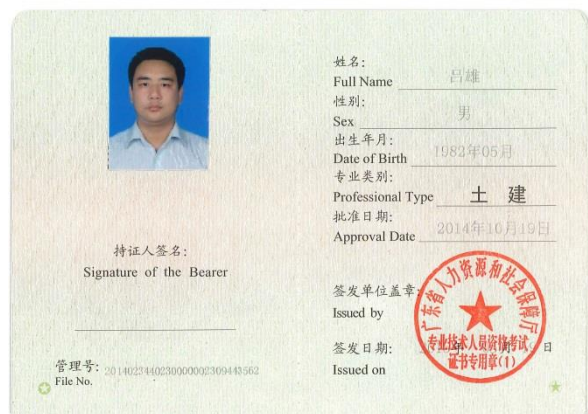 持证人签名:
Signature of the Bearer
管理号:
File No.
姓名:
Full Name 吕雄
性别:
Sex 男
出生年月:
Date of Birth 1982年05月
专业类别:
Professional Type 土 建
批准日期:
Approval Date 2014年10月19日
签发单位盖章:
Issued by
广东省人力资源和社会保障厅
专业技术人员资格考试
证书专用章(1)
签发日期: 年 月 日
Issued on